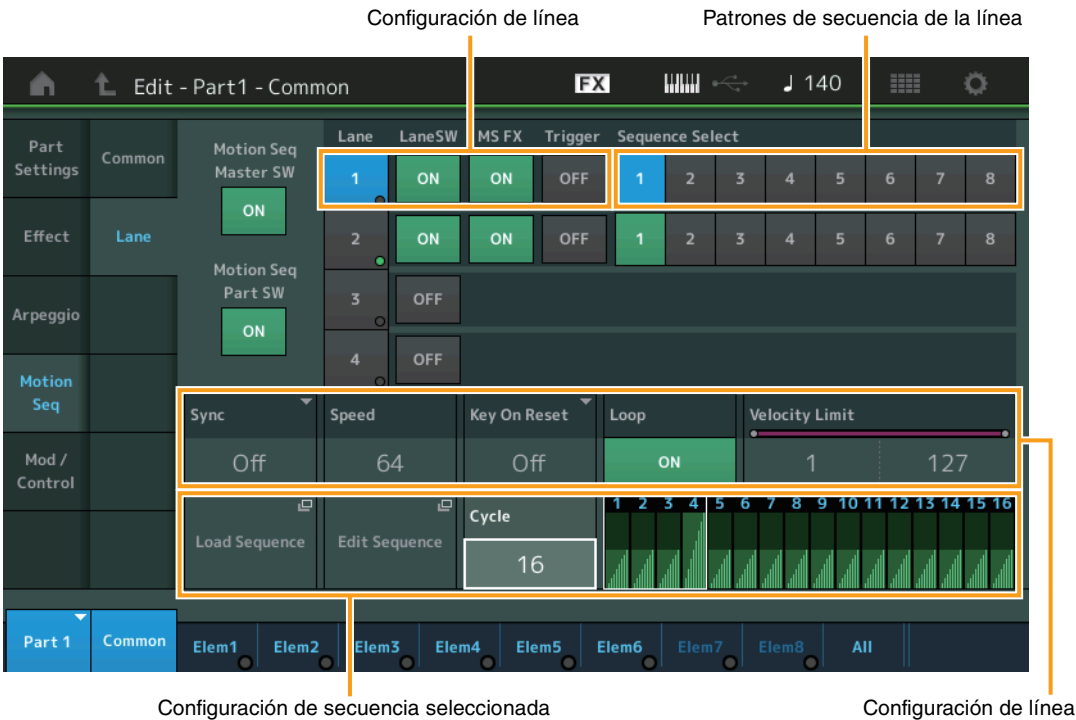 Configuración de línea
Patrones de secuencia de la línea
Edit - Part1 - Common
FX
140
Part Settings
Common
Motion Seq Master SW
ON
Lane
LaneSW
MS FX
Trigger
Sequence Select
1 ON ON OFF 1 2 3 4 5 6 7 8
Effect
Lane
2 ON ON OFF 1 2 3 4 5 6 7 8
Motion Seq Part SW
ON
Arpeggio
3 OFF
4 OFF
Motion Seq
Sync
Off
Speed
64
Key On Reset
Off
Loop
ON
Velocity Limit
1 127
Mod / Control
Load Sequence
Edit Sequence
Cycle
16
1 2 3 4 5 6 7 8 9 10 11 12 13 14 15 16
Part 1
Common
Elem1 Elem2 Elem3 Elem4 Elem5 Elem6 Elem7 Elem8 All
Configuración de secuencia seleccionada
Configuración de línea